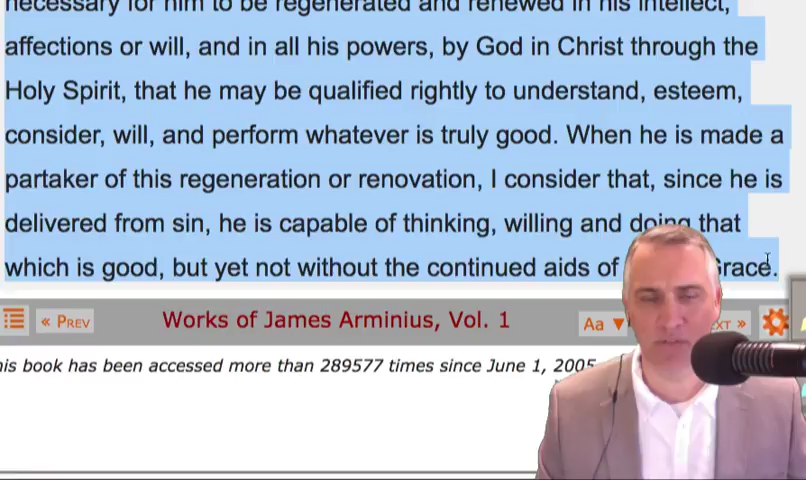 necessary for him to be regenerated and renewed in his intellect,
affections or will, and in all his powers, by God in Christ through the
Holy Spirit, that he may be qualified rightly to understand, esteem,
consider, will, and perform whatever is truly good. When he is made a
partaker of this regeneration or renovation, I consider that, since he is
delivered from sin, he is capable of thinking, willing and doing that
which is good, but yet not without the continued aids of Grace.
« PREV Works of James Arminius, Vol. 1 Aa ▼ EXT »
his book has been accessed more than 289577 times since June 1, 2005.